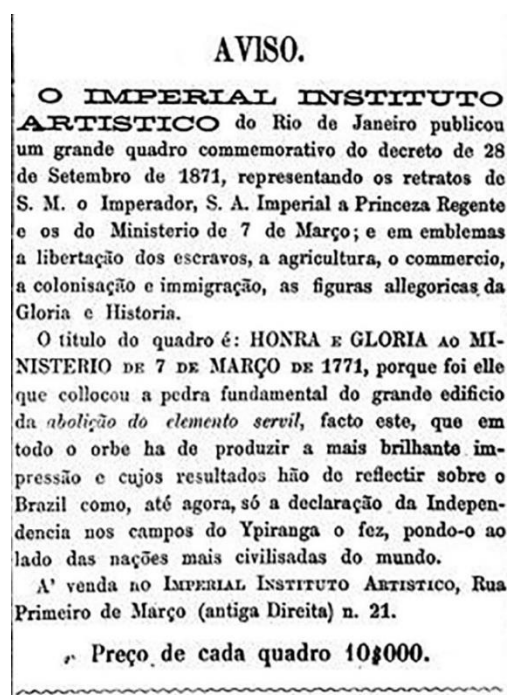 AVISO.
O IMPERIAL INSTITUTO
ARTISTICO do Rio de Janeiro publicou
um grande quadro commemorativo do decreto de 28
de Setembro de 1871, representando os retratos de
S. M. o Imperador, S. A. Imperial a Princeza Regente
e os do Ministerio de 7 de Março; e em emblemas
a libertação dos escravos, a agricultura, o commercio,
a colonisação e immigração, as figuras allegoricas da
Gloria e Historia.
O titulo do quadro é: HONRA E GLORIA AO MI-
NISTERIO DE 7 DE MARÇO DE 1771, porque foi elle
que collocou a pedra fundamental do grande edificio
da abolição do elemento servil, facto este, que em
todo o orbe ha de produzir a mais brilhante im-
pressão e cujos resultados hão de reflectir sobre o
Brazil como, até agora, só a declaração da Indepen-
dencia nos campos do Ypiranga o fez, pondo-o ao
lado das nações mais civilisadas do mundo.
A' venda no IMPERIAL INSTITUTO ARTISTICO, Rua
Primeiro de Março (antiga Direita) n. 21.
Preço de cada quadro 10$000.